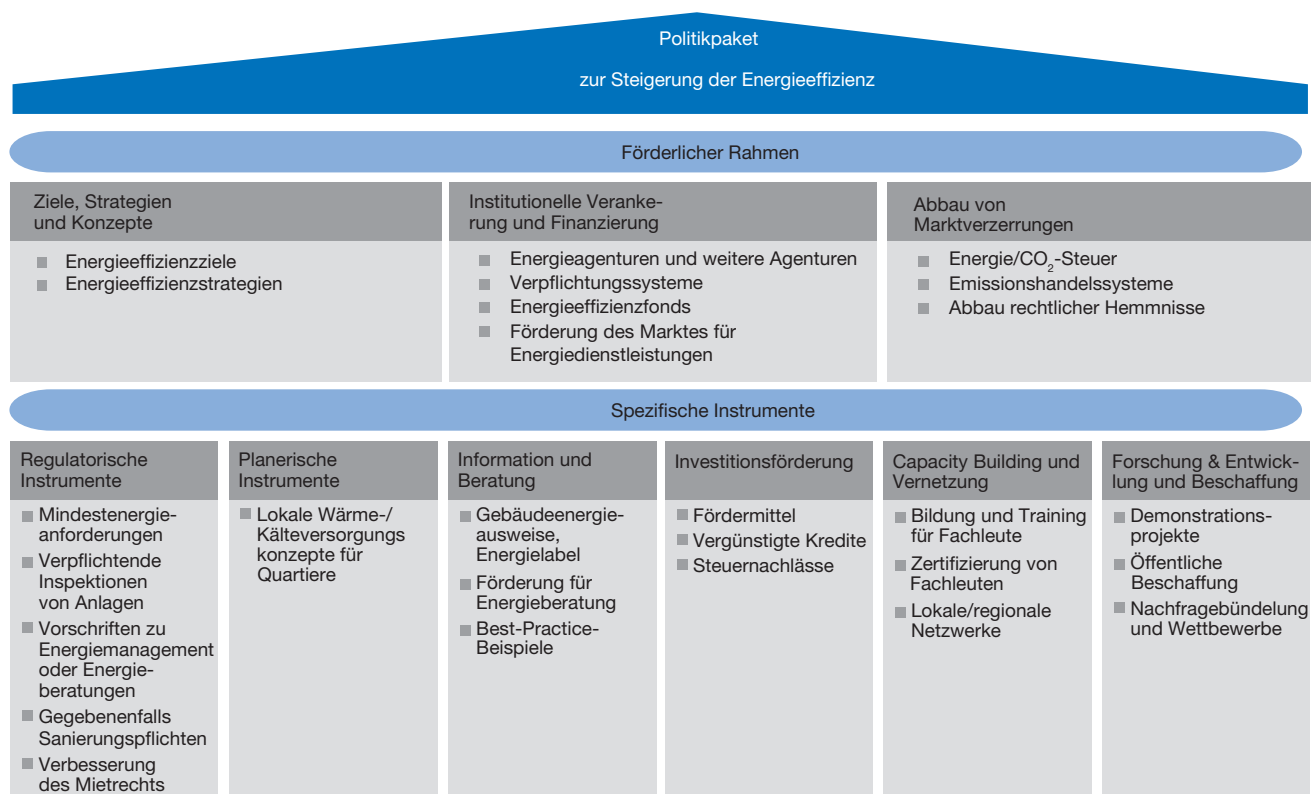 Politikpaket
zur Steigerung der Energieeffizienz
Förderlicher Rahmen
Ziele, Strategien
und Konzepte
Energieeffizienzziele
Energieeffizienzstrategien
Institutionelle Veranke-
rung und Finanzierung
Energieagenturen und weitere Agenturen
Verpflichtungssysteme
Energieeffizienzfonds
Förderung des Marktes für
Energiedienstleistungen
Abbau von
Marktverzerrungen
Energie/CO₂-Steuer
Emissionshandelssysteme
Abbau rechtlicher Hemmnisse
Spezifische Instrumente
Regulatorische
Instrumente
Mindestenergie-
anforderungen
Verpflichtende
Inspektionen
von Anlagen
Vorschriften zu
Energiemanagement
oder Energie-
beratungen
Gegebenenfalls
Sanierungspflichten
Verbesserung
des Mietrechts
Planerische
Instrumente
Lokale Wärme-/
Kälteversorgungs
konzepte für
Quartiere
Information und
Beratung
Gebäudeenergie-
ausweise,
Energielabel
Förderung für
Energieberatung
Best-Practice-
Beispiele
Investitionsförderung
Fördermittel
Vergünstigte Kredite
Steuernachlässe
Capacity Building und
Vernetzung
Bildung und Training
für Fachleute
Zertifizierung von
Fachleuten
Lokale/regionale
Netzwerke
Forschung & Entwick-
lung und Beschaffung
Demonstrations-
projekte
Öffentliche
Beschaffung
Nachfragebündelung
und Wettbewerbe